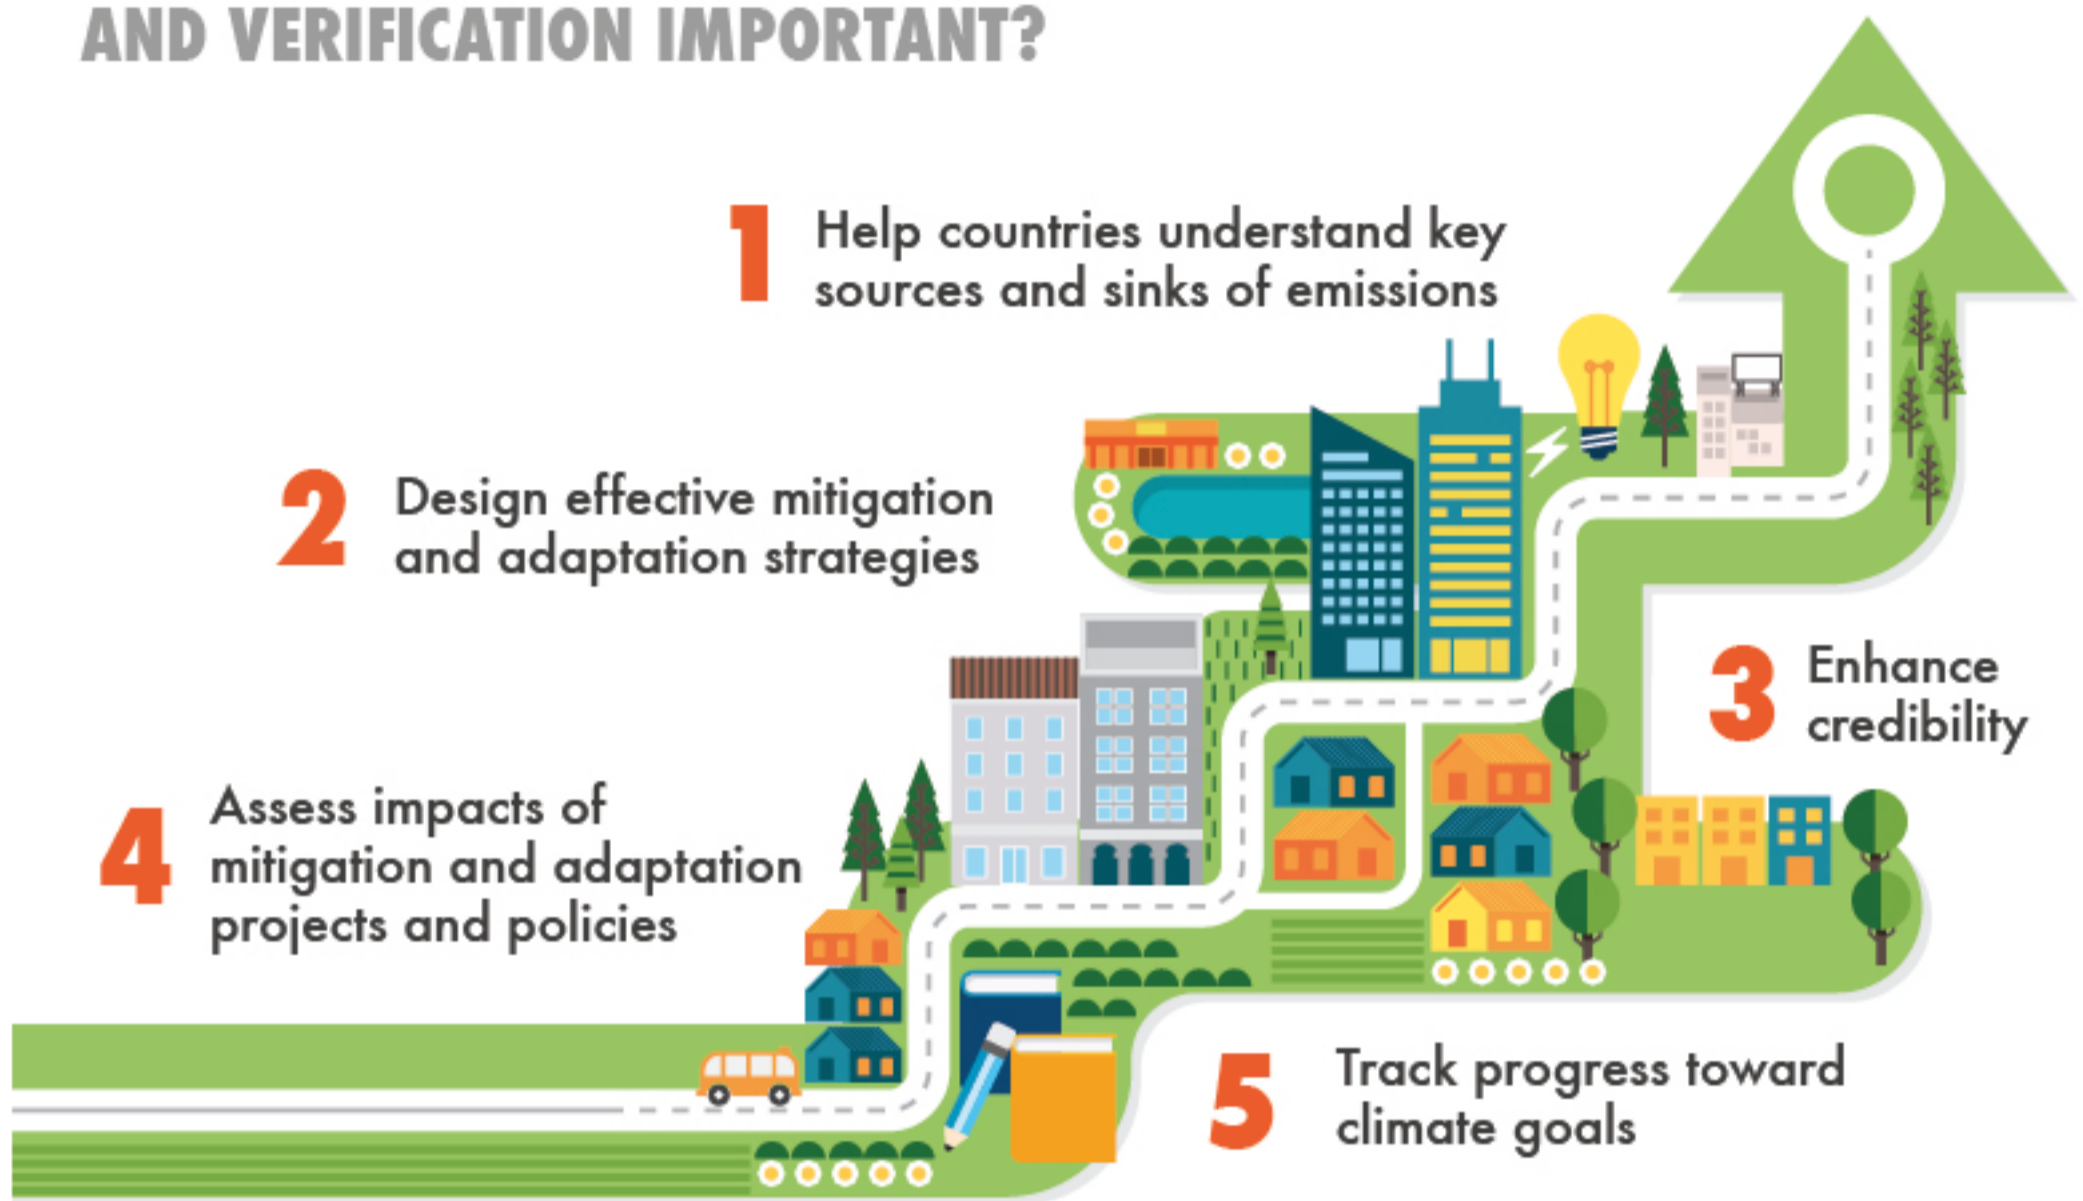 AND VERIFICATION IMPORTANT?
1
Help countries understand key
sources and sinks of emissions
2
Design effective mitigation
and adaptation strategies
3
Enhance
credibility
4
Assess impacts of
mitigation and adaptation
projects and policies
5
Track progress toward
climate goals